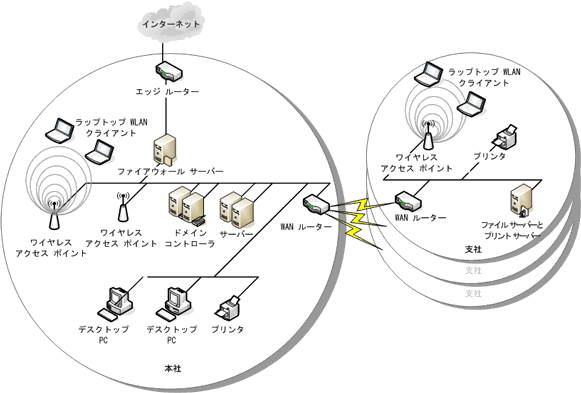 インターネット
エッジ ルーター
ラップトップ WLAN
クライアント
ファイアウォール サーバー
ワイヤレス
アクセス ポイント
ワイヤレス
アクセス ポイント
ドメイン
コントローラ
サーバー
WAN ルーター
デスクトップ
PC
デスクトップ
PC
プリンタ
本社
ラップトップ WLAN
クライアント
ワイヤレス
アクセス ポイント
プリンタ
WAN ルーター
ファイル サーバーと
プリント サーバー
支社
支社
支社